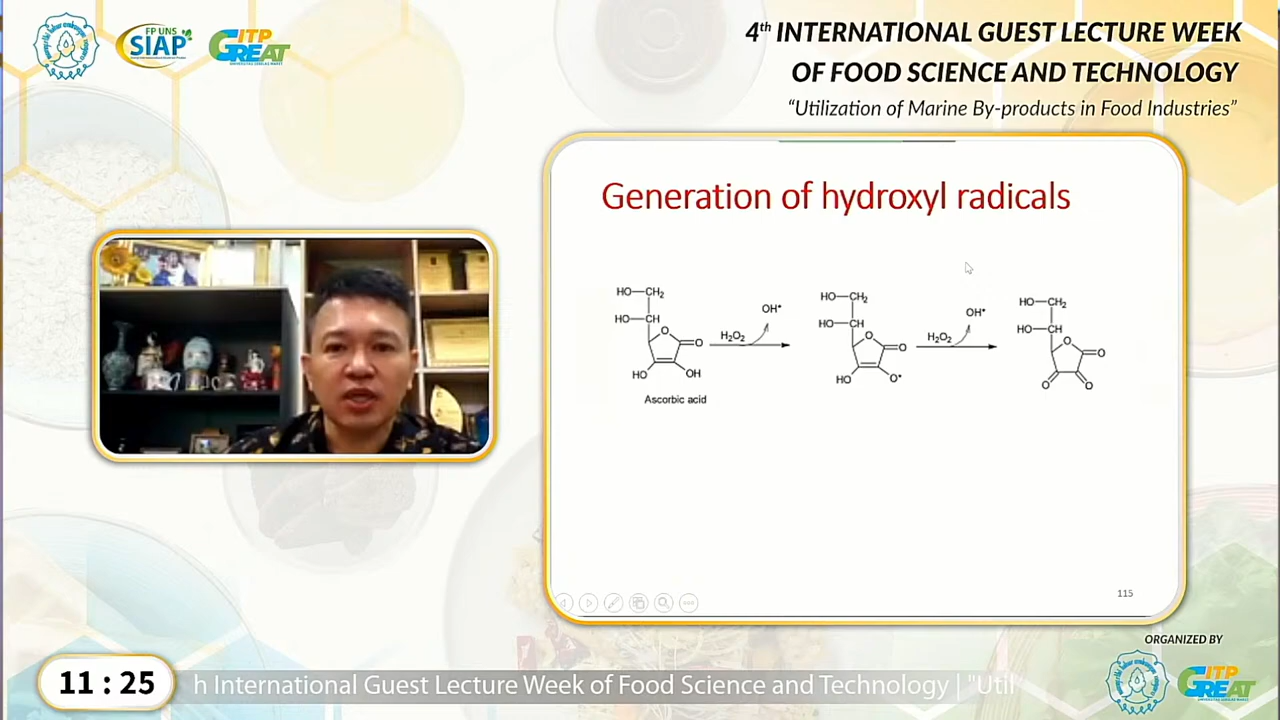 FP UNS
SIAP
ITP
GREAT
4th INTERNATIONAL GUEST LECTURE WEEK
OF FOOD SCIENCE AND TECHNOLOGY
“Utilization of Marine By-products in Food Industries”
Generation of hydroxyl radicals
HO—CH2
HO—CH
O
O
HO
OH
Ascorbic acid
H2O2
OH•
HO—CH2
HO—CH
O
O
HO
O•
H2O2
OH•
HO—CH2
HO—CH
O
O
O
O
115
ORGANIZED BY
ITP
GREAT
11 : 25
h International Guest Lecture Week of Food Science and Technology | "Util